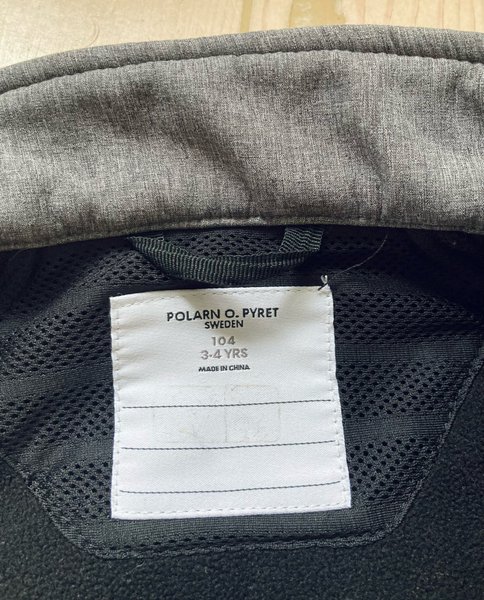 POLARN O. PYRET
SWEDEN
104
3-4 YRS
MADE IN CHINA